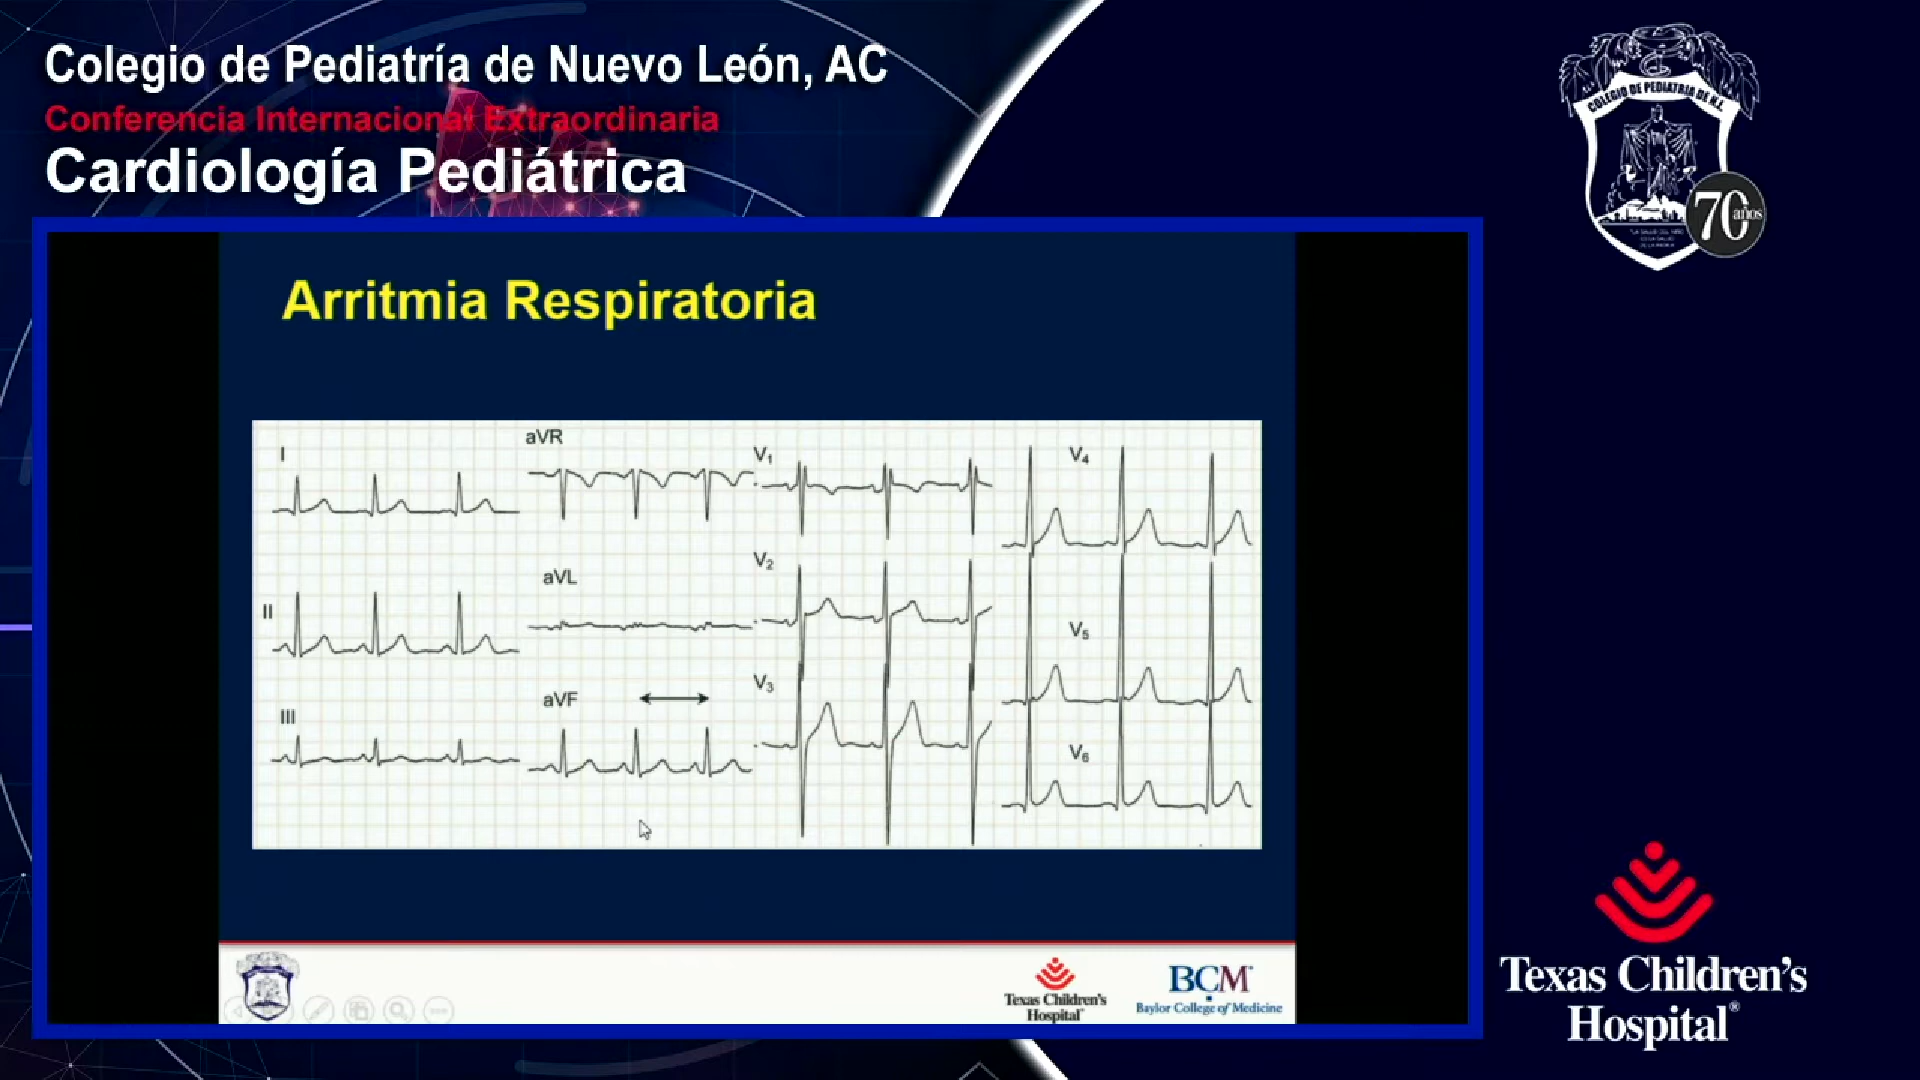 Colegio de Pediatría de Nuevo León, AC
Conferencia Internacional Extraordinaria
Cardiología Pediátrica
COLEGIO DE PEDIATRIA DE N.L.
70 años
Arritmia Respiratoria
I
aVR
V1
V4
II
aVL
V2
V5
III
aVF
V3
V6
Texas Children's
Hospital
BCM
Baylor College of Medicine
Texas Children's
Hospital®